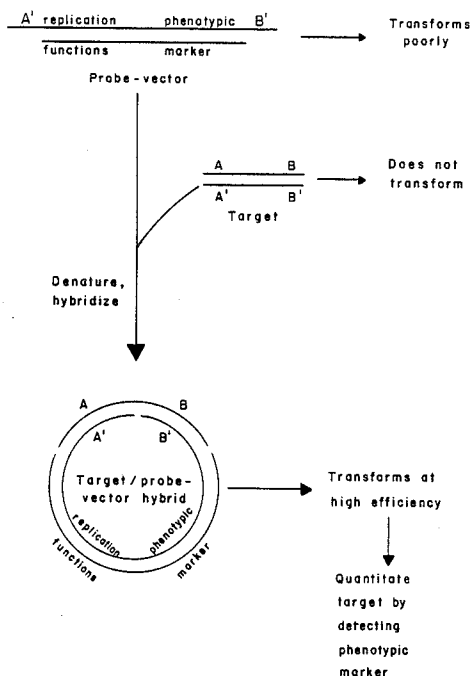 A' replication phenotypic B'
functions marker
Probe-vector
Transforms
poorly
A B
A' B'
Target
Does not
transform
Denature,
hybridize
A B
A' B'
Target/probe-
vector hybrid
replication phenotypic
functions marker
Transforms at
high efficiency
Quantitate
target by
detecting
phenotypic
marker